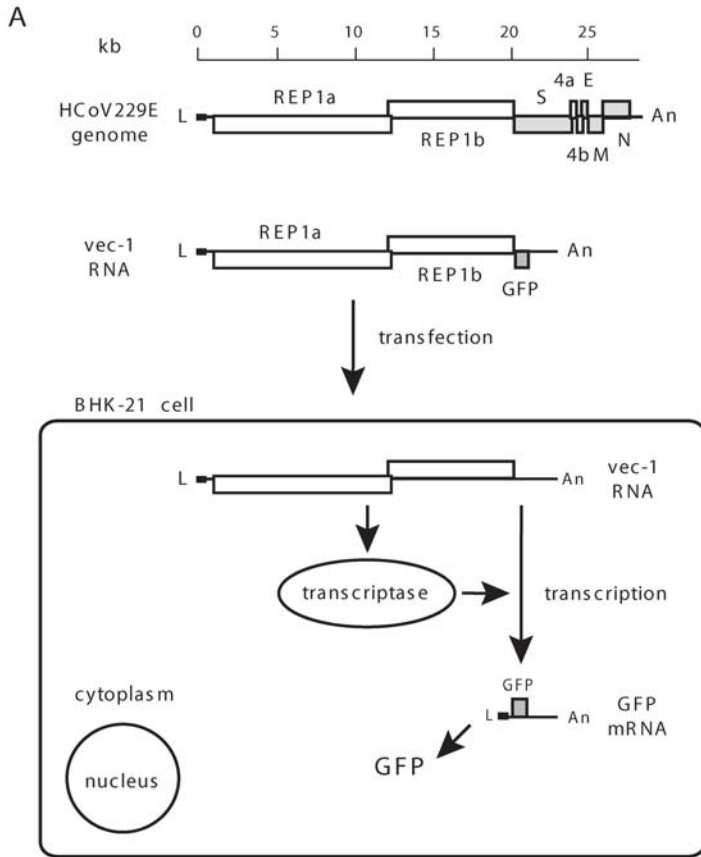 A
kb 0 5 10 15 20 25
4a E
REP1a S
HCoV229E L An
genome REP1b 4b M N
REP1a
vec-1 L An
RNA REP1b
GFP
transfection
BHK-21 cell
L An vec-1
RNA
transcriptase transcription
GFP
cytoplasm L An GFP
mRNA
GFP
nucleus